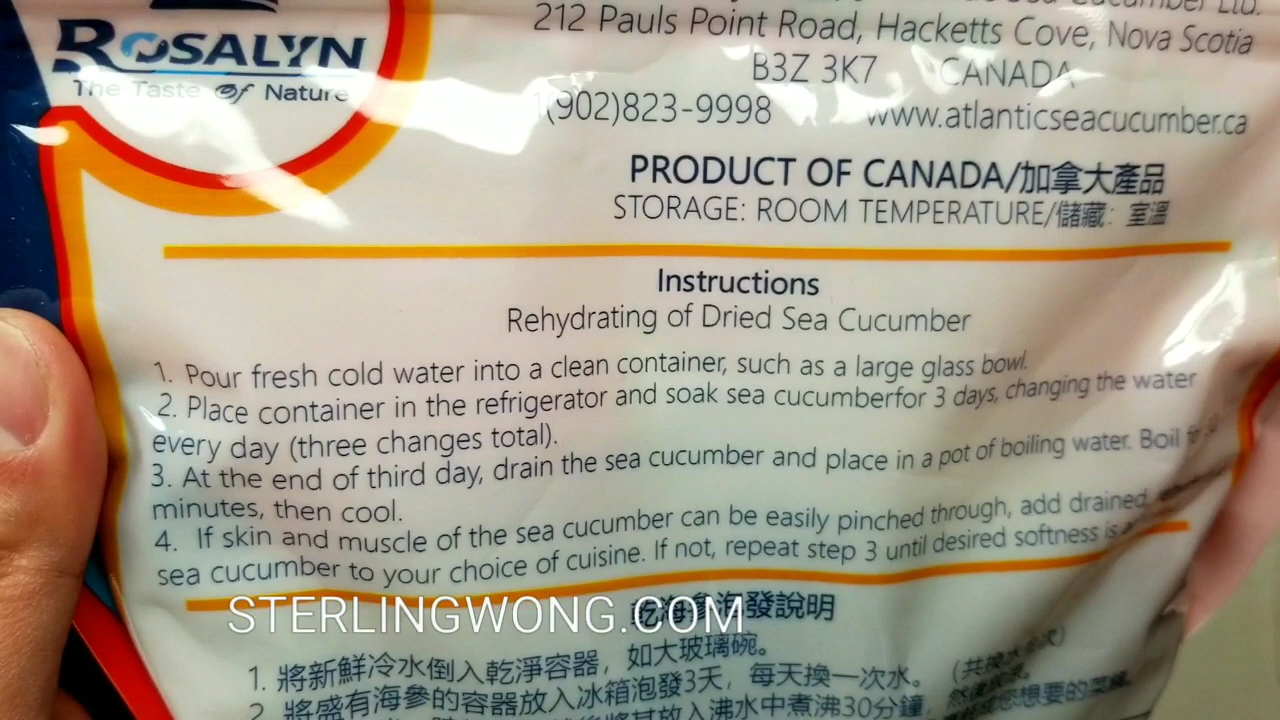 ROSALYN
The Taste Of Nature
Sea Cucumber Ltd.
212 Pauls Point Road, Hacketts Cove, Nova Scotia
B3Z 3K7 CANADA
(902)823-9998 www.atlanticseacucumber.ca
PRODUCT OF CANADA/加拿大產品
STORAGE: ROOM TEMPERATURE/儲藏: 室溫
Instructions
Rehydrating of Dried Sea Cucumber
1. Pour fresh cold water into a clean container, such as a large glass bowl.
2. Place container in the refrigerator and soak sea cucumberfor 3 days, changing the water
every day (three changes total).
3. At the end of third day, drain the sea cucumber and place in a pot of boiling water. Boil
minutes, then cool.
4. If skin and muscle of the sea cucumber can be easily pinched through, add drained,
sea cucumber to your choice of cuisine. If not, repeat step 3 until desired softness is
乾海參泡發說明
STERLINGWONG.COM
1. 將新鮮冷水倒入乾淨容器，如大玻璃碗。
2. 將盛有海參的容器放入冰箱泡發3天，每天換一次水。
放入沸水中煮沸30分鐘，